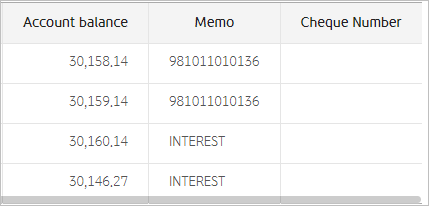 Account balance Memo Cheque Number
30,158,14 981011010136
30,159,14 981011010136
30,160,14 INTEREST
30,146,27 INTEREST